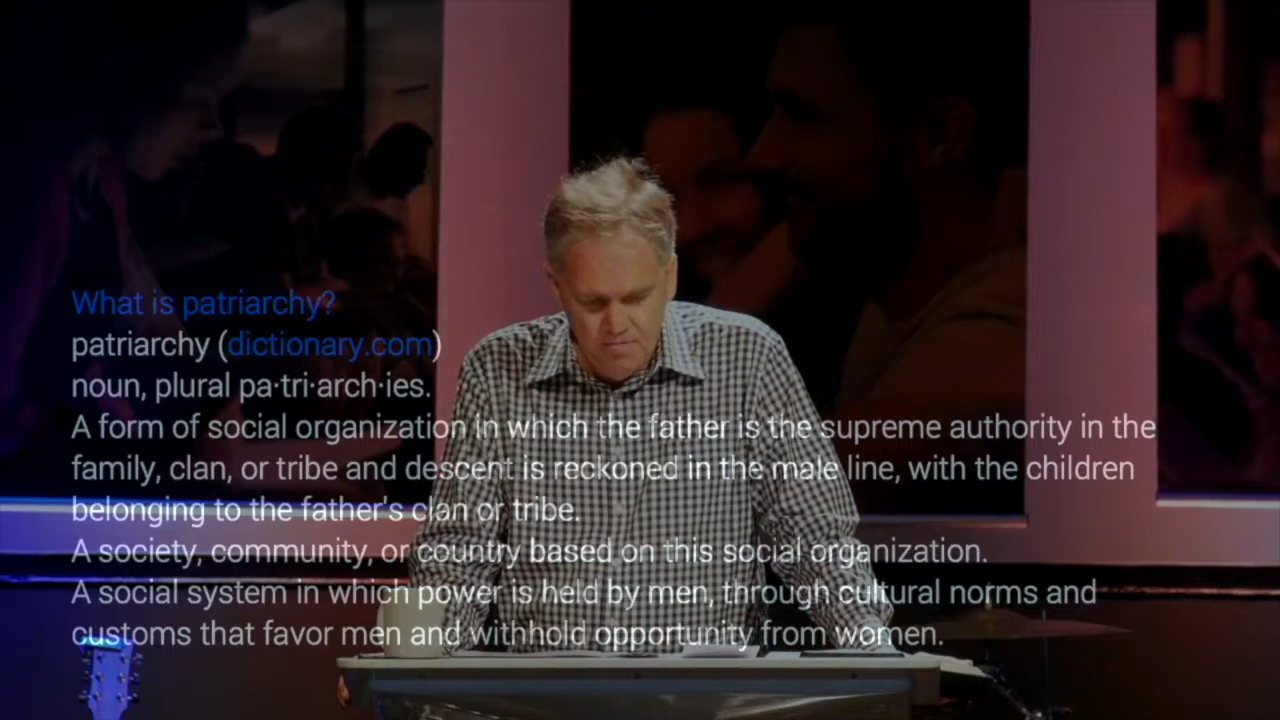 What is patriarchy?
patriarchy (dictionary.com)
noun, plural pa·tri·arch·ies.
A form of social organization in which the father is the supreme authority in the
family, clan, or tribe and descent is reckoned in the male line, with the children
belonging to the father's clan or tribe.
A society, community, or country based on this social organization.
A social system in which power is held by men, through cultural norms and
customs that favor men and withhold opportunity from women.